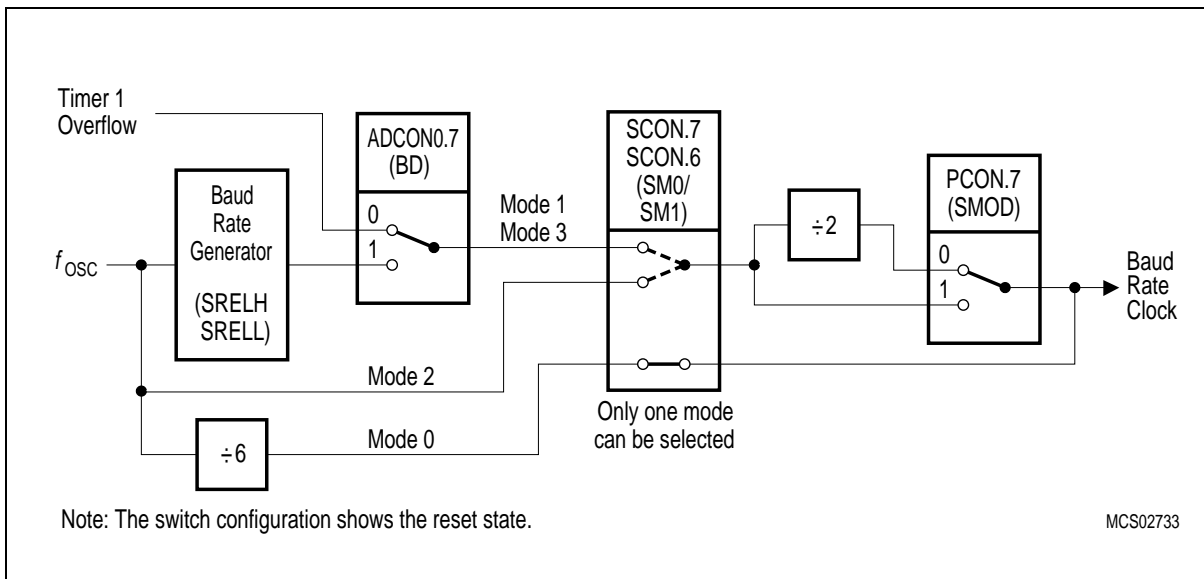 Timer 1
Overflow
ADCON0.7
(BD)
0
1
Baud
Rate
Generator
(SRELH
SRELL)
f OSC
Mode 1
Mode 3
Mode 2
Mode 0
÷6
SCON.7
SCON.6
(SM0/
SM1)
Only one mode
can be selected
÷2
PCON.7
(SMOD)
0
1
Baud
Rate
Clock
Note: The switch configuration shows the reset state.
MCS02733